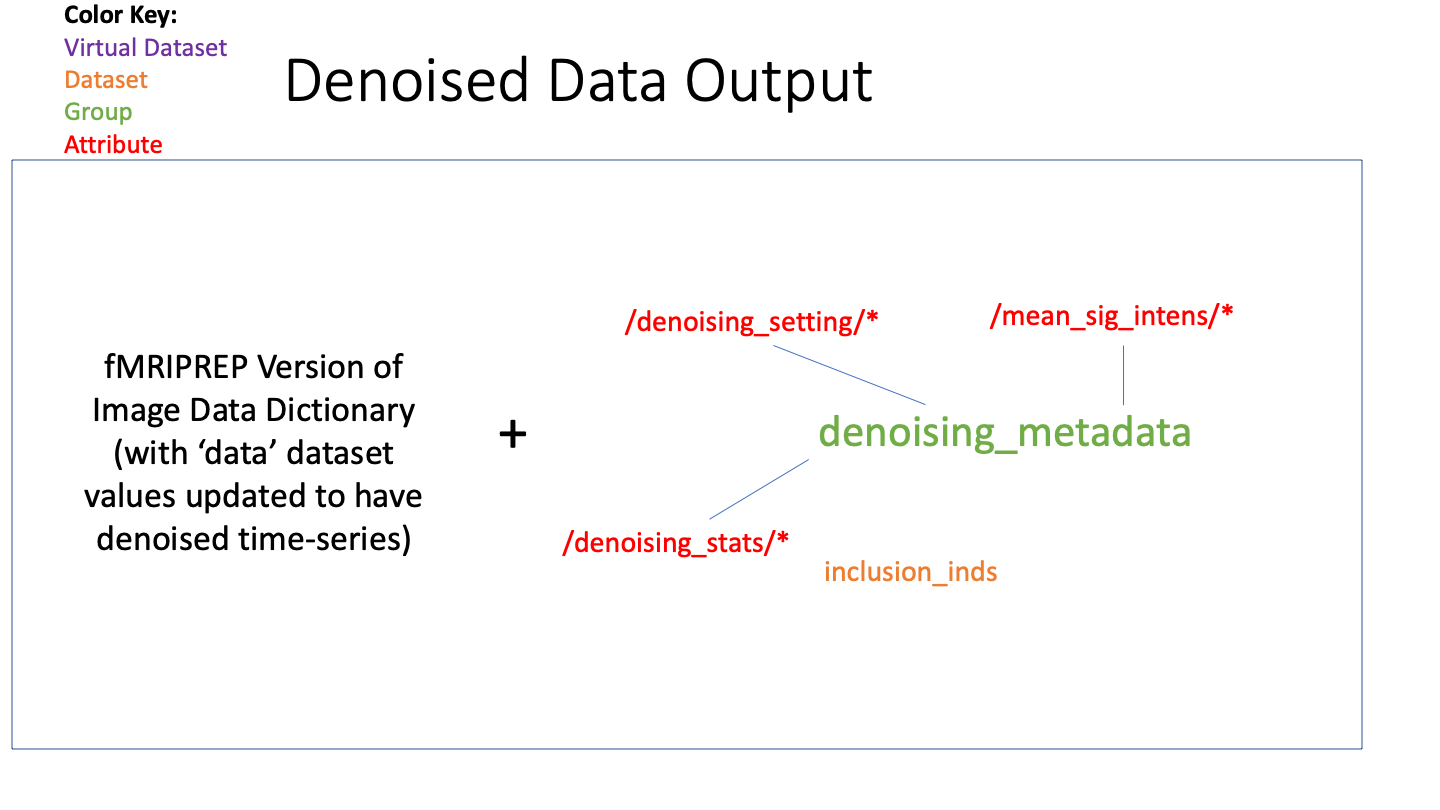 Color Key:
Virtual Dataset
Dataset
Group
Attribute
Denoised Data Output
fMRIPREP Version of
Image Data Dictionary
(with ‘data’ dataset
values updated to have
denoised time-series)
+
/denoising_setting/*
/mean_sig_intens/*
denoising_metadata
/denoising_stats/*
inclusion_inds